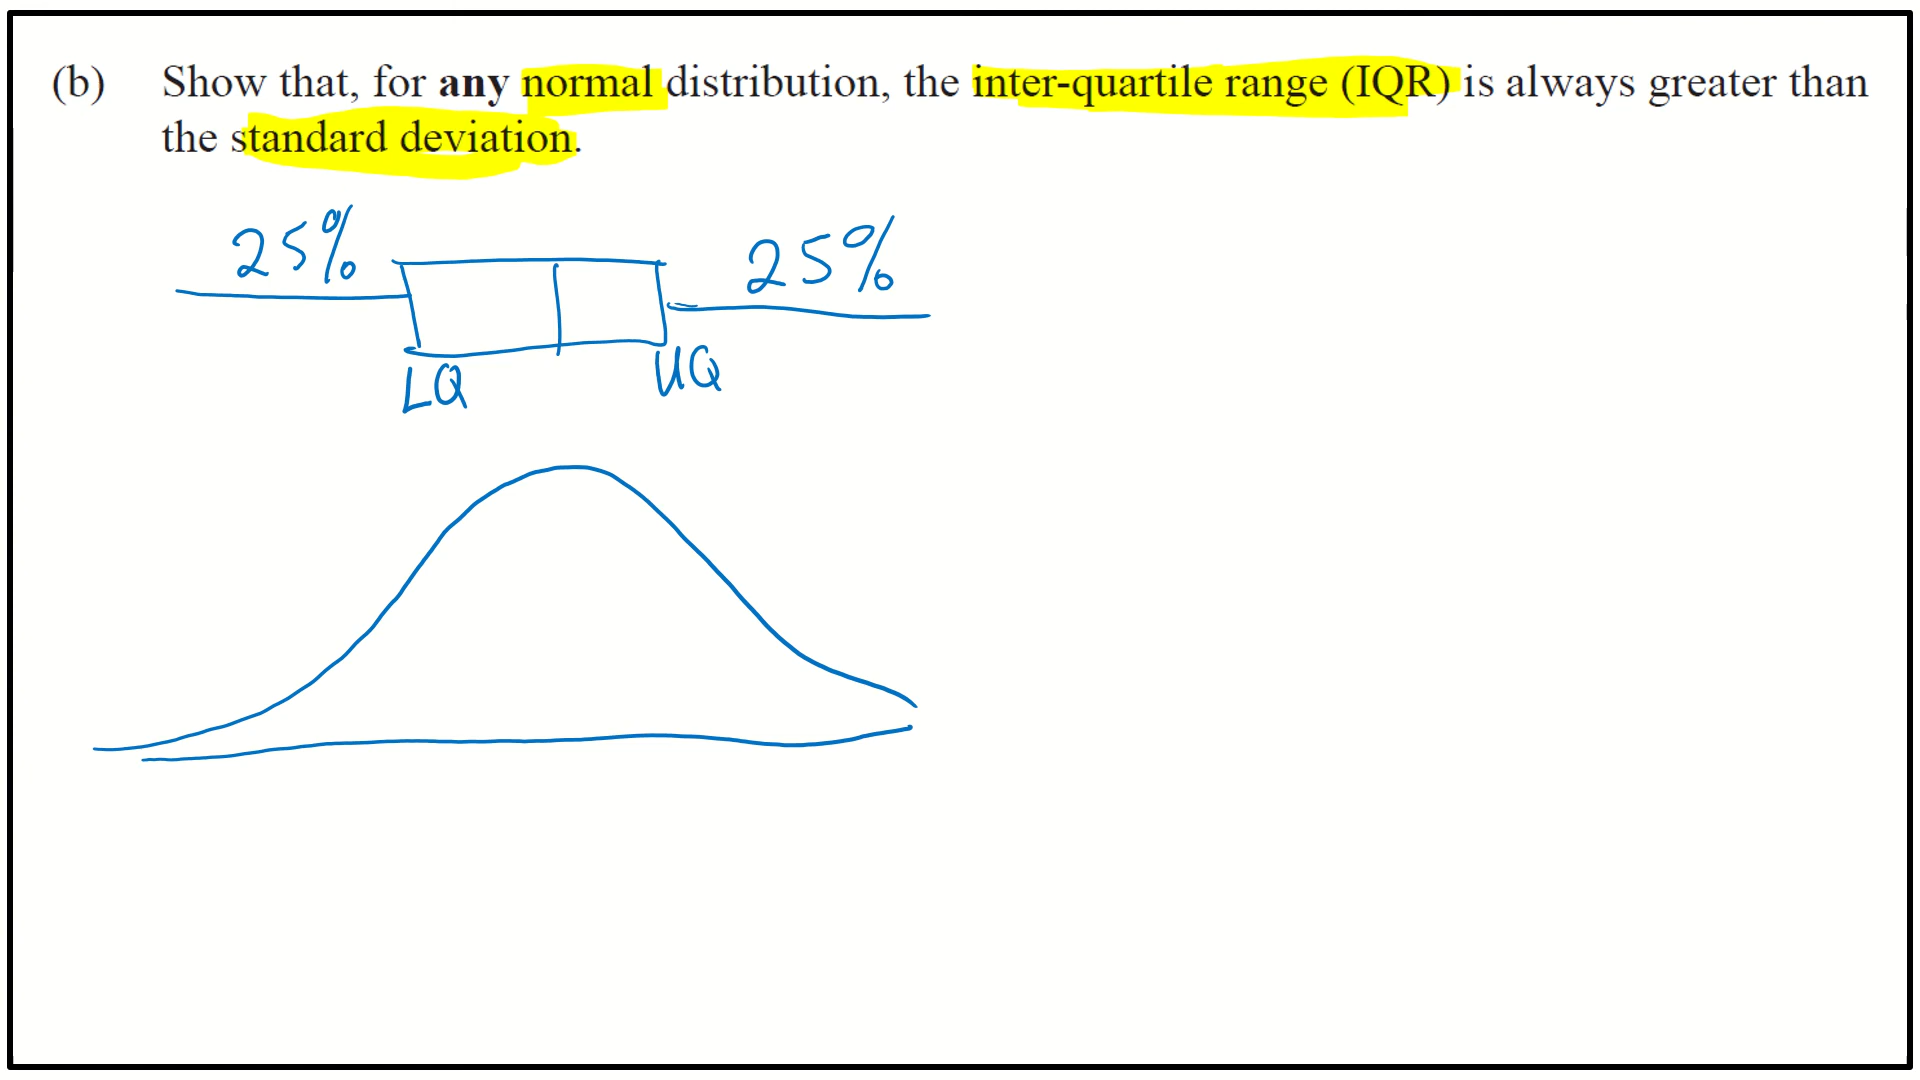 (b) Show that, for any normal distribution, the inter-quartile range (IQR) is always greater than
the standard deviation.
25% 25%
LQ UQ